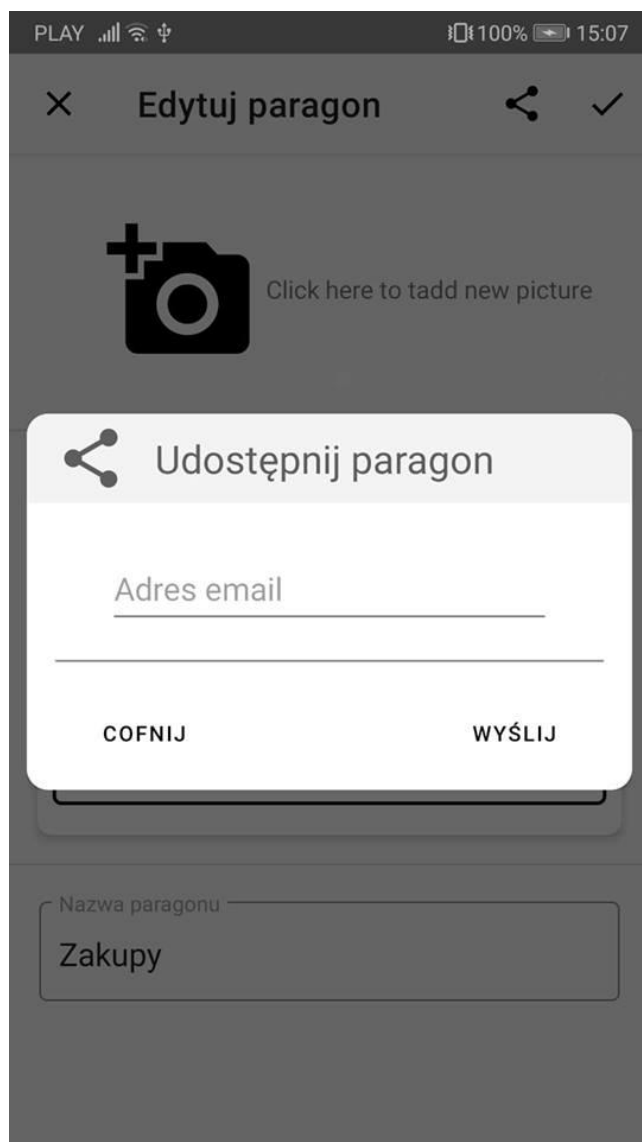 PLAY 100% 15:07
Edytuj paragon
Click here to tadd new picture
Udostępnij paragon
Adres email
COFNIJ WYŚLIJ
Nazwa paragonu
Zakupy